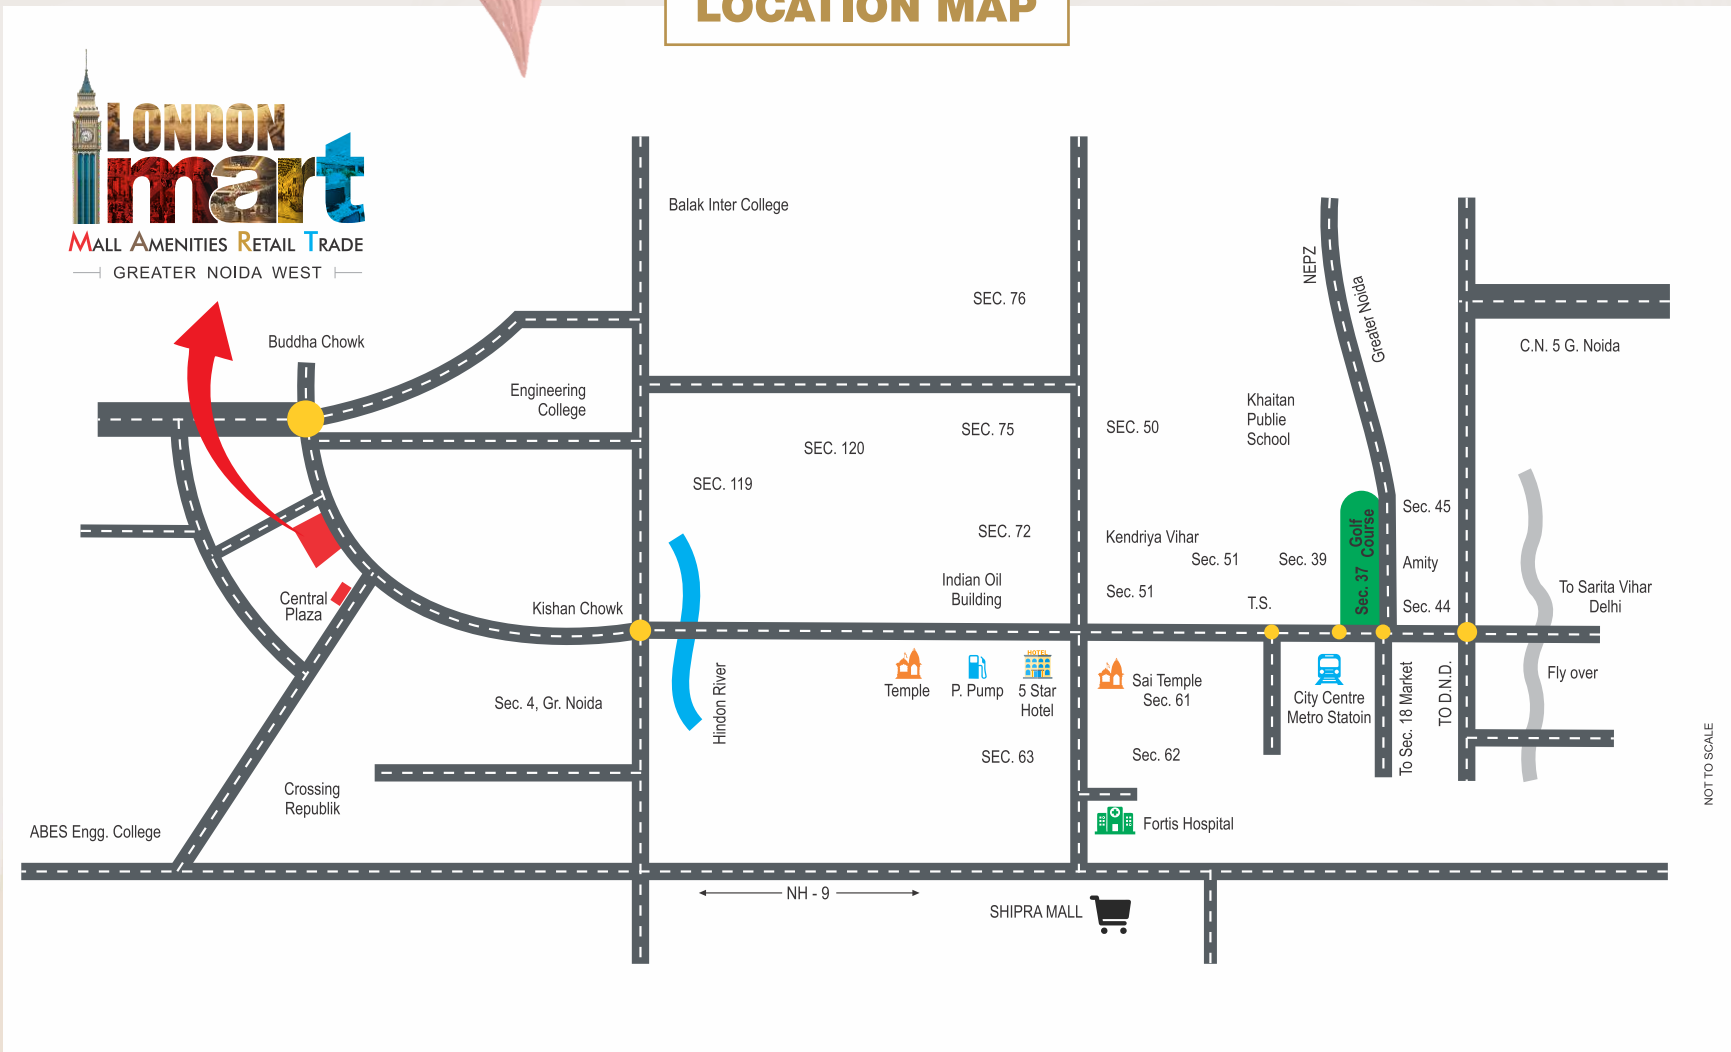 LOCATION MAP
LONDON
mart
MALL AMENITIES RETAIL TRADE
GREATER NOIDA WEST
Buddha Chowk
Balak Inter College
SEC. 76
NEPZ
Greater Noida
C.N. 5 G. Noida
Engineering
College
SEC. 120
SEC. 75
SEC. 50
Khaitan
Publie
School
SEC. 119
SEC. 72
Kendriya Vihar
Sec. 51
Sec. 39
Sec. 37 Golf
Course
Sec. 45
Amity
Sec. 44
Indian Oil
Building
Sec. 51
T.S.
To Sarita Vihar
Delhi
Central
Plaza
Kishan Chowk
Hindon River
Temple
P. Pump
5 Star
Hotel
HOTEL
Sai Temple
Sec. 61
City Centre
Metro Statoin
To Sec. 18 Market
TO D.N.D.
Fly over
Sec. 4, Gr. Noida
SEC. 63
Sec. 62
NOT TO SCALE
Crossing
Republik
ABES Engg. College
Fortis Hospital
NH - 9
SHIPRA MALL